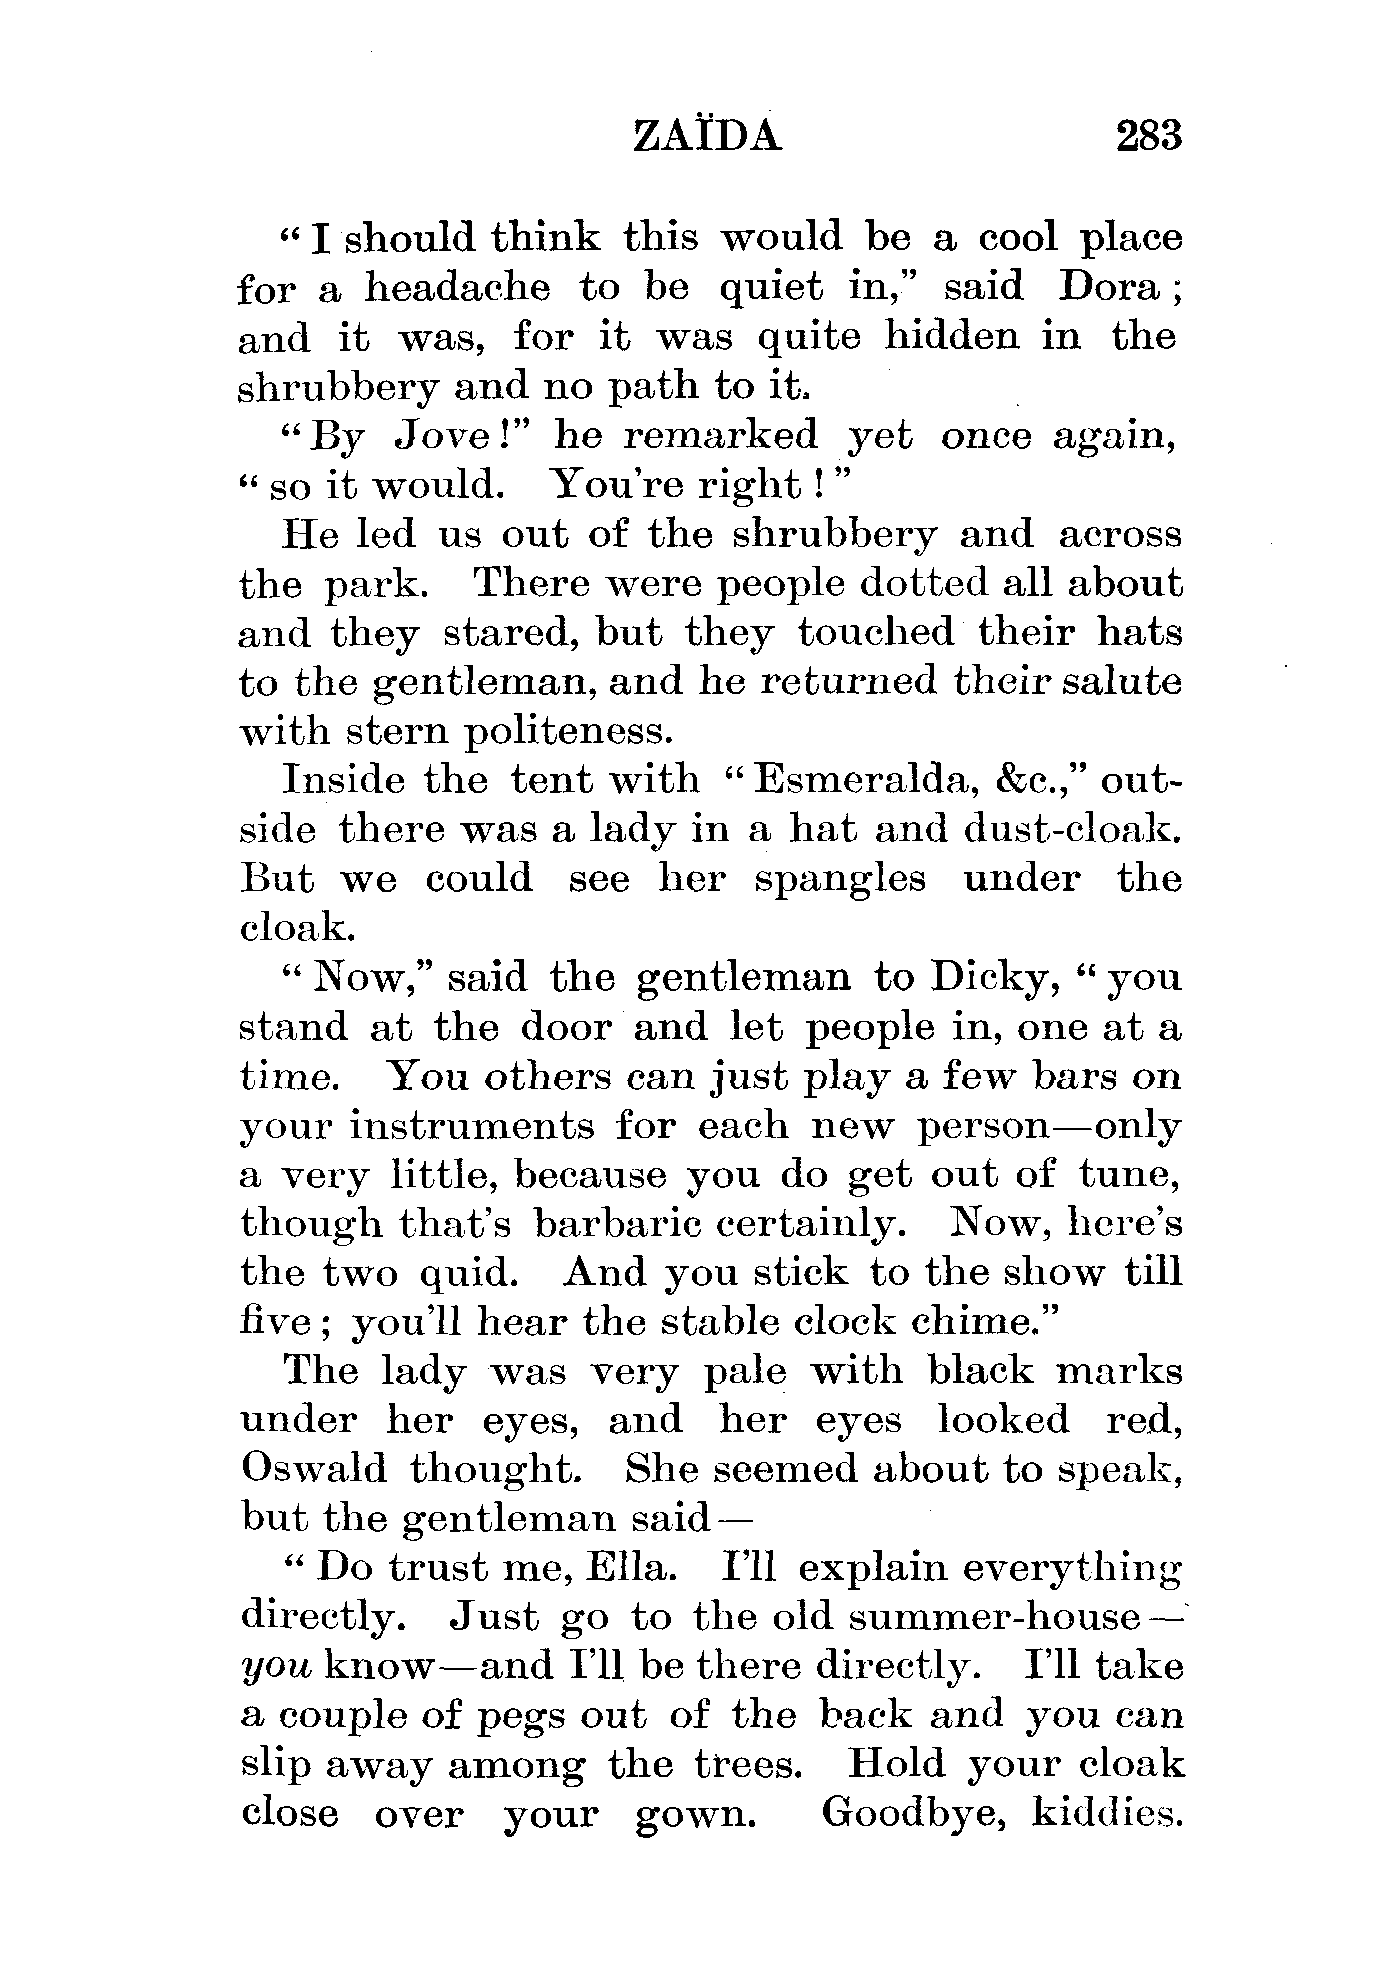 ZAÏDA 283
“ I should think this would be a cool place
for a headache to be quiet in,” said Dora ;
and it was, for it was quite hidden in the
shrubbery and no path to it.
“ By Jove !” he remarked yet once again,
“ so it would. You're right ! ”
He led us out of the shrubbery and across
the park. There were people dotted all about
and they stared, but they touched their hats
to the gentleman, and he returned their salute
with stern politeness.
Inside the tent with “ Esmeralda, &c.,” out-
side there was a lady in a hat and dust-cloak.
But we could see her spangles under the
cloak.
“ Now,” said the gentleman to Dicky, “ you
stand at the door and let people in, one at a
time. You others can just play a few bars on
your instruments for each new person—only
a very little, because you do get out of tune,
though that's barbaric certainly. Now, here's
the two quid. And you stick to the show till
five ; you'll hear the stable clock chime.”
The lady was very pale with black marks
under her eyes, and her eyes looked red,
Oswald thought. She seemed about to speak,
but the gentleman said—
“ Do trust me, Ella. I'll explain everything
directly. Just go to the old summer-house—
you know—and I'll be there directly. I'll take
a couple of pegs out of the back and you can
slip away among the trees. Hold your cloak
close over your gown. Goodbye, kiddies.